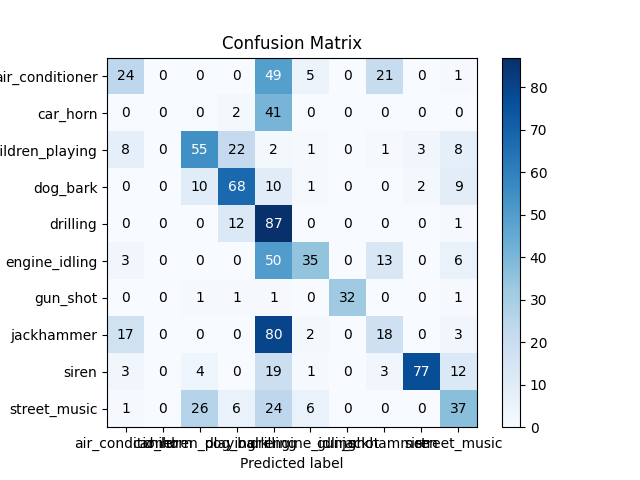 Confusion Matrix
air_conditioner 24 0 0 0 49 5 0 21 0 1
car_horn 0 0 0 2 41 0 0 0 0 0
ildren_playing 8 0 55 22 2 1 0 1 3 8
dog_bark 0 0 10 68 10 1 0 0 2 9
drilling 0 0 0 12 87 0 0 0 0 1
engine_idling 3 0 0 0 50 35 0 13 0 6
gun_shot 0 0 1 1 1 0 32 0 0 1
jackhammer 17 0 0 0 80 2 0 18 0 3
siren 3 0 4 0 19 1 0 3 77 12
street_music 1 0 26 6 24 6 0 0 0 37
street_music
Predicted label
80
70
60
50
40
30
20
10
0